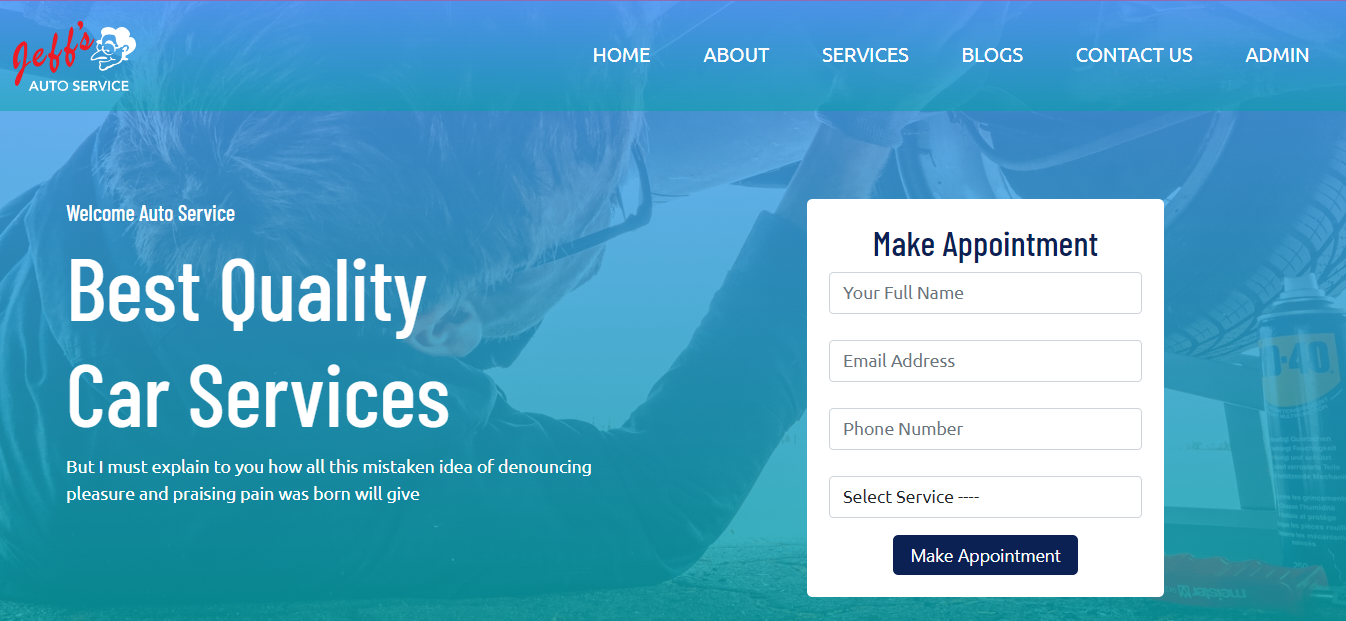 Jeff's
AUTO SERVICE
HOME ABOUT SERVICES BLOGS CONTACT US ADMIN
Welcome Auto Service
Best Quality
Car Services
But I must explain to you how all this mistaken idea of denouncing
pleasure and praising pain was born will give
Make Appointment
Your Full Name
Email Address
Phone Number
Select Service ----
Make Appointment